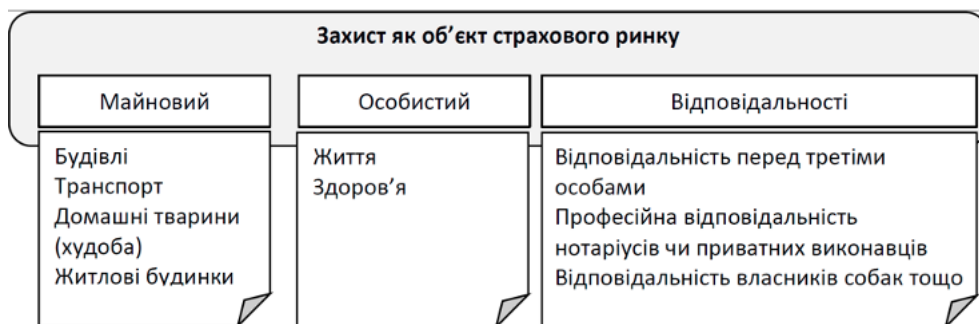 Захист як об’єкт страхового ринку
Майновий
Особистий
Відповідальності
Будівлі
Транспорт
Домашні тварини
(худоба)
Житлові будинки
Життя
Здоров’я
Відповідальність перед третіми
особами
Професійна відповідальність
нотаріусів чи приватних виконавців
Відповідальність власників собак тощо